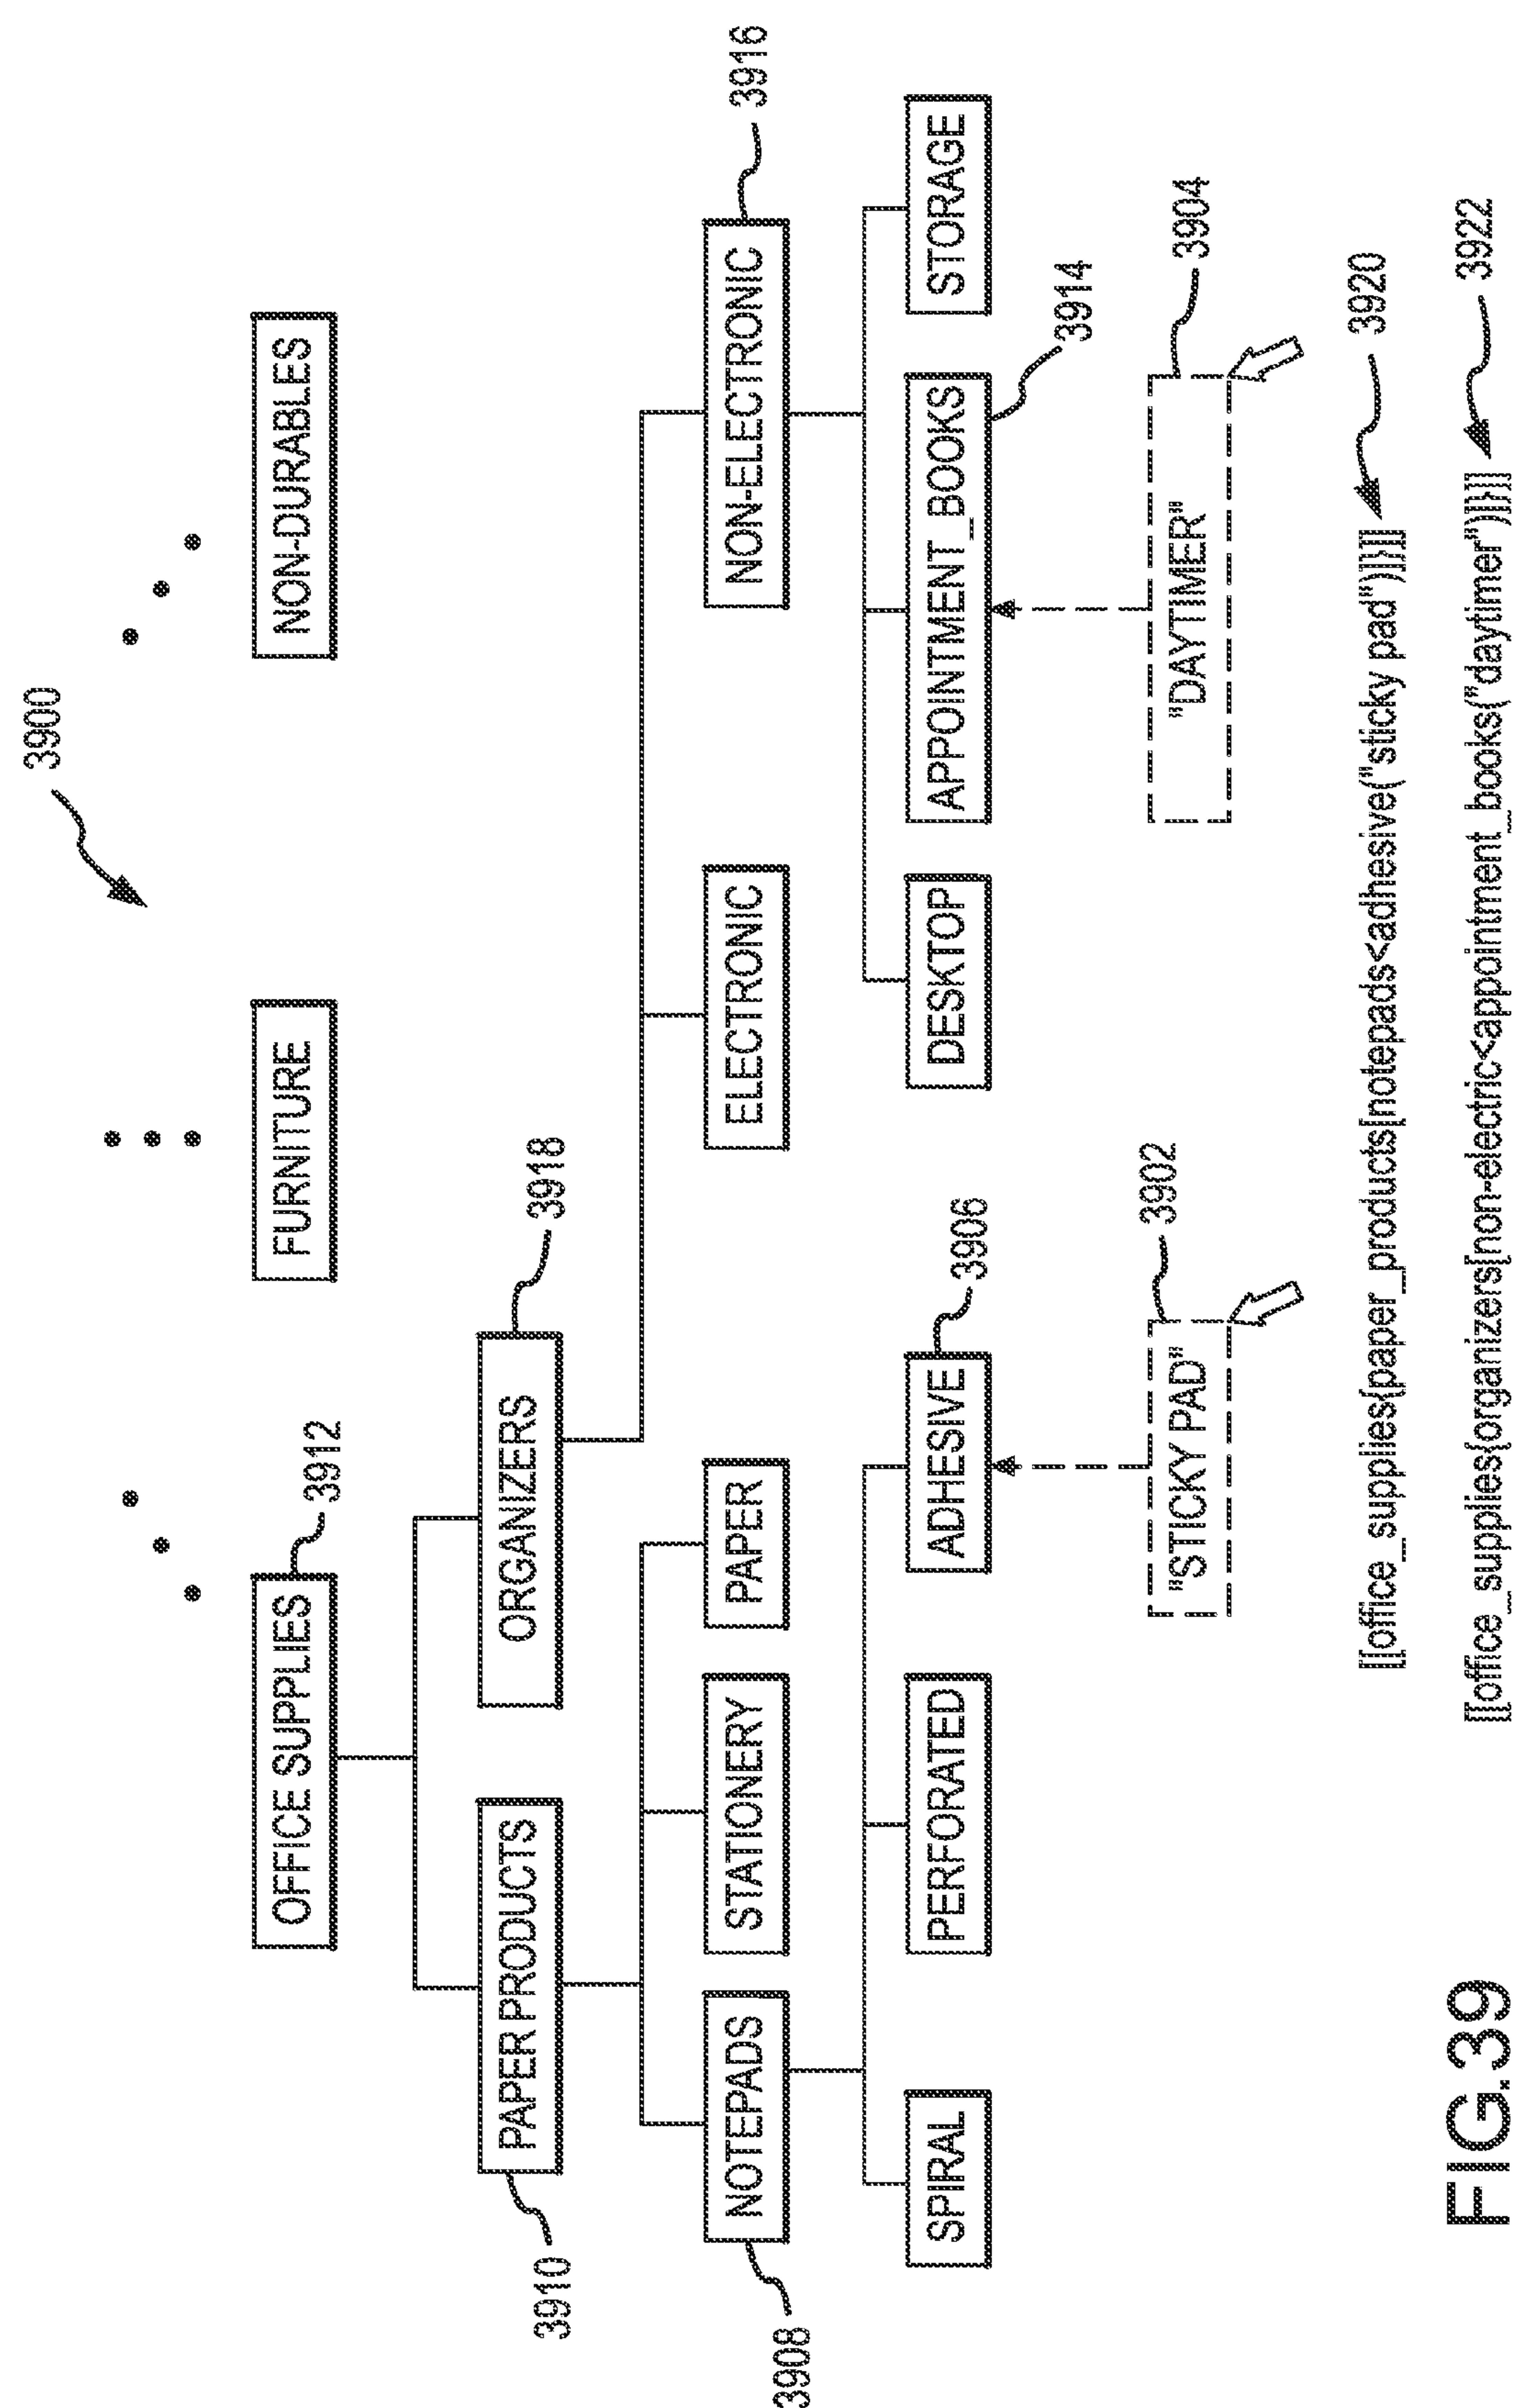 3900
OFFICE SUPPLIES
3912
FURNITURE
NON-DURABLES
3910
PAPER PRODUCTS
ORGANIZERS
3918
3908
NOTEPADS
STATIONERY
PAPER
ELECTRONIC
NON-ELECTRONIC
3916
SPIRAL
PERFORATED
ADHESIVE
3906
DESKTOP
APPOINTMENT_BOOKS
3914
STORAGE
"STICKY PAD"
3902
"DAYTIMER"
3904
[[office_supplies{paper_products[notepads<adhesive("sticky pad")]}]]
3920
[[office_supplies{organizers[non-electric<appointment_books("daytimer")]}]]
3922
FIG.39